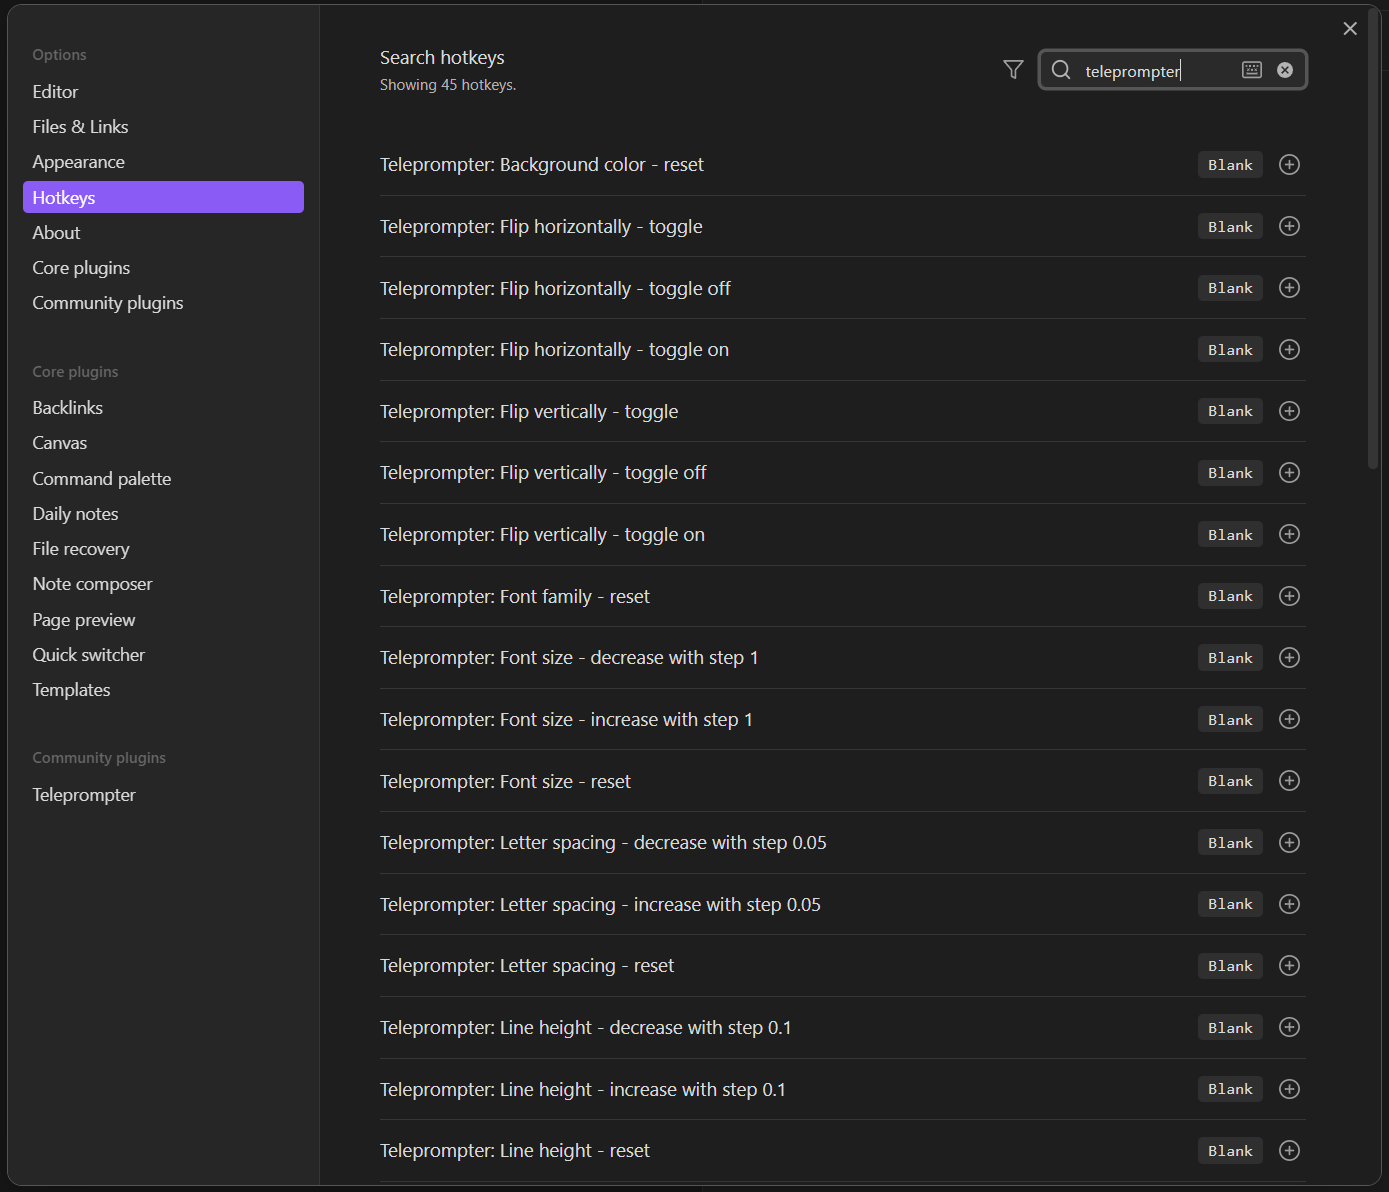 Options
Editor
Files & Links
Appearance
Hotkeys
About
Core plugins
Community plugins
Core plugins
Backlinks
Canvas
Command palette
Daily notes
File recovery
Note composer
Page preview
Quick switcher
Templates
Community plugins
Teleprompter
Search hotkeys
Showing 45 hotkeys.
teleprompter
Teleprompter: Background color - reset Blank
Teleprompter: Flip horizontally - toggle Blank
Teleprompter: Flip horizontally - toggle off Blank
Teleprompter: Flip horizontally - toggle on Blank
Teleprompter: Flip vertically - toggle Blank
Teleprompter: Flip vertically - toggle off Blank
Teleprompter: Flip vertically - toggle on Blank
Teleprompter: Font family - reset Blank
Teleprompter: Font size - decrease with step 1 Blank
Teleprompter: Font size - increase with step 1 Blank
Teleprompter: Font size - reset Blank
Teleprompter: Letter spacing - decrease with step 0.05 Blank
Teleprompter: Letter spacing - increase with step 0.05 Blank
Teleprompter: Letter spacing - reset Blank
Teleprompter: Line height - decrease with step 0.1 Blank
Teleprompter: Line height - increase with step 0.1 Blank
Teleprompter: Line height - reset Blank